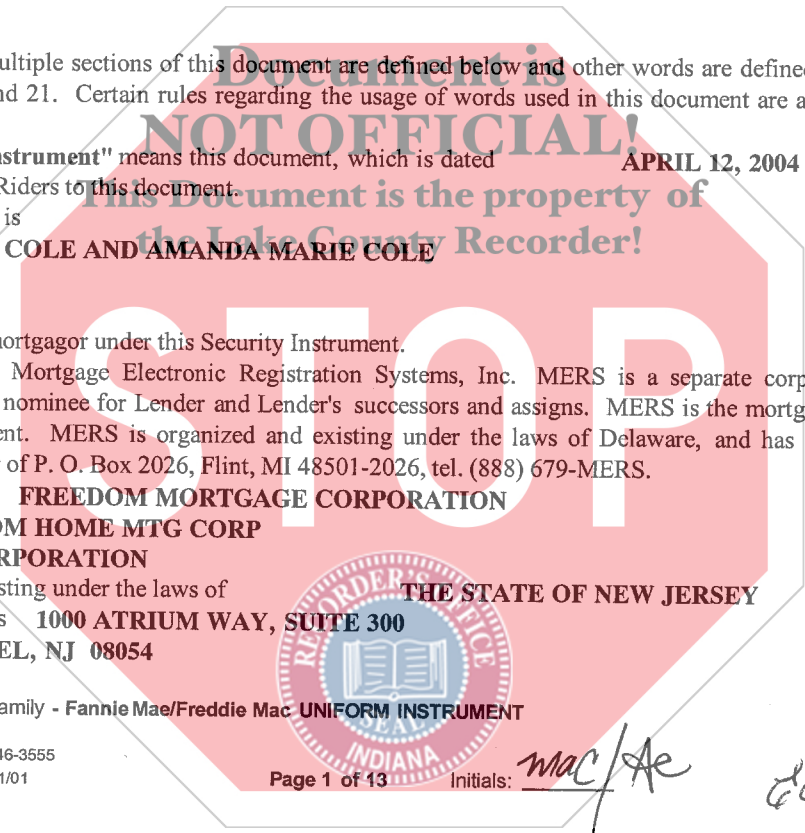 Document is
ultiple sections of this document are defined below and other words are define
nd 21. Certain rules regarding the usage of words used in this document are a
NOT OFFICIAL!
nstrument" means this document, which is dated APRIL 12, 2004
Riders to this document.
This Document is the property of
is
the Lake County Recorder!
COLE AND AMANDA MARIE COLE
STOP
ortgagor under this Security Instrument.
Mortgage Electronic Registration Systems, Inc. MERS is a separate corp
nominee for Lender and Lender's successors and assigns. MERS is the mortg
ent. MERS is organized and existing under the laws of Delaware, and has
of P. O. Box 2026, Flint, MI 48501-2026, tel. (888) 679-MERS.
FREEDOM MORTGAGE CORPORATION
OM HOME MTG CORP
RPORATION
sting under the laws of THE STATE OF NEW JERSEY
s 1000 ATRIUM WAY, SUITE 300
EL, NJ 08054
RECORDER'S OFFICE
SEAL
INDIANA
amily - Fannie Mae/Freddie Mac UNIFORM INSTRUMENT
46-3555
1/01
Page 1 of 13 Initials: mac/Ac